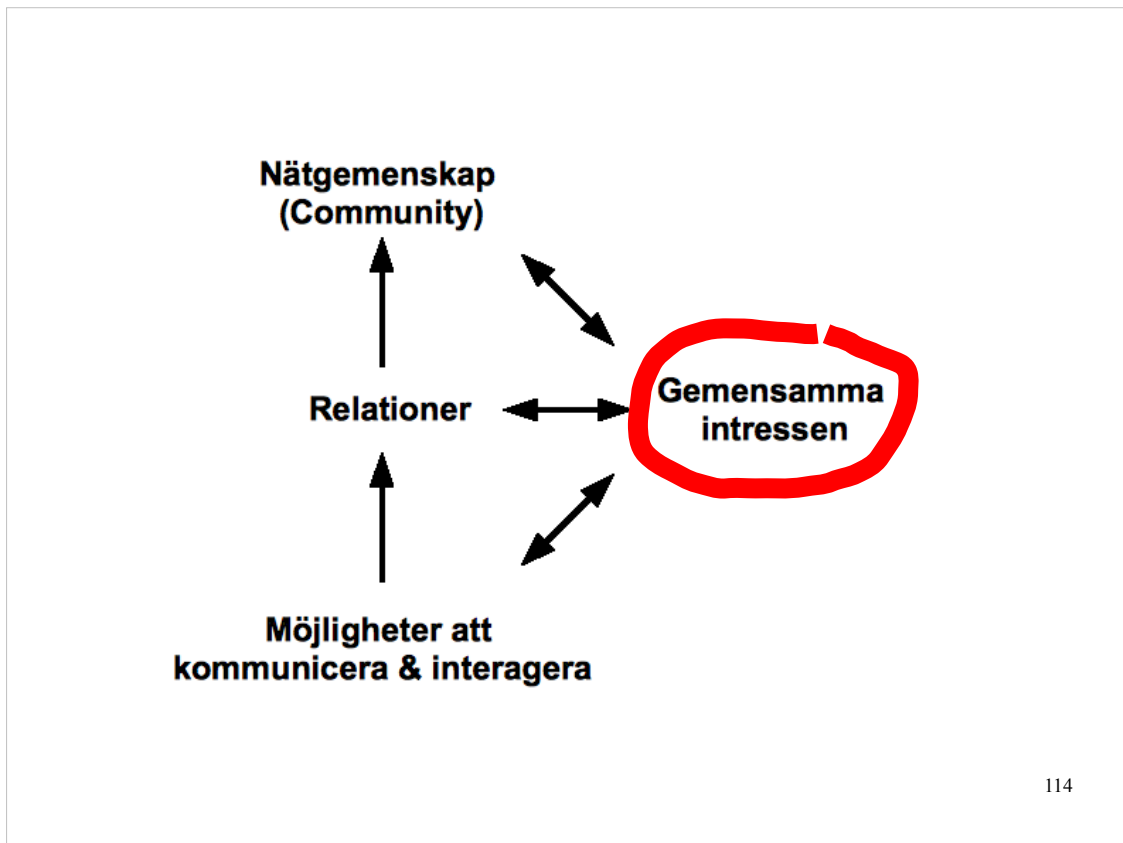 Nätgemenskap
(Community)
Relationer
Gemensamma
intressen
Möjligheter att
kommunicera & interagera
114